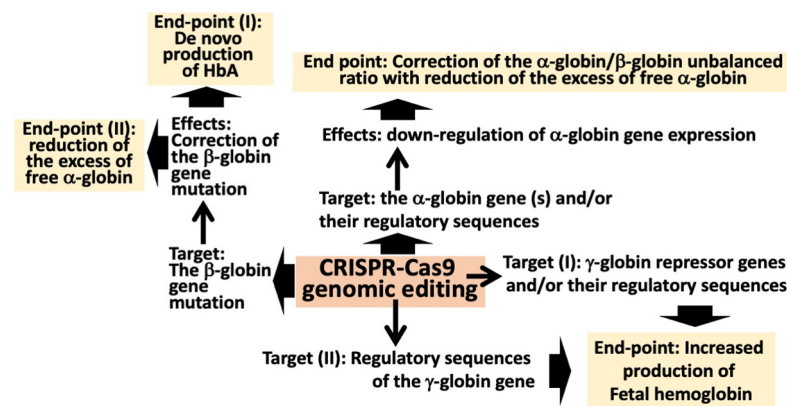 End-point (I):
De novo
production
of HbA
End point: Correction of the α-globin/β-globin unbalanced
ratio with reduction of the excess of free α-globin
End-point (II):
reduction of
the excess of
free α-globin
Effects:
Correction of
the β-globin
gene
mutation
Effects: down-regulation of α-globin gene expression
Target: the α-globin gene (s) and/or
their regulatory sequences
Target:
The β-globin
gene
mutation
CRISPR-Cas9
genomic editing
Target (I): γ-globin repressor genes
and/or their regulatory sequences
Target (II): Regulatory sequences
of the γ-globin gene
End-point: Increased
production of
Fetal hemoglobin